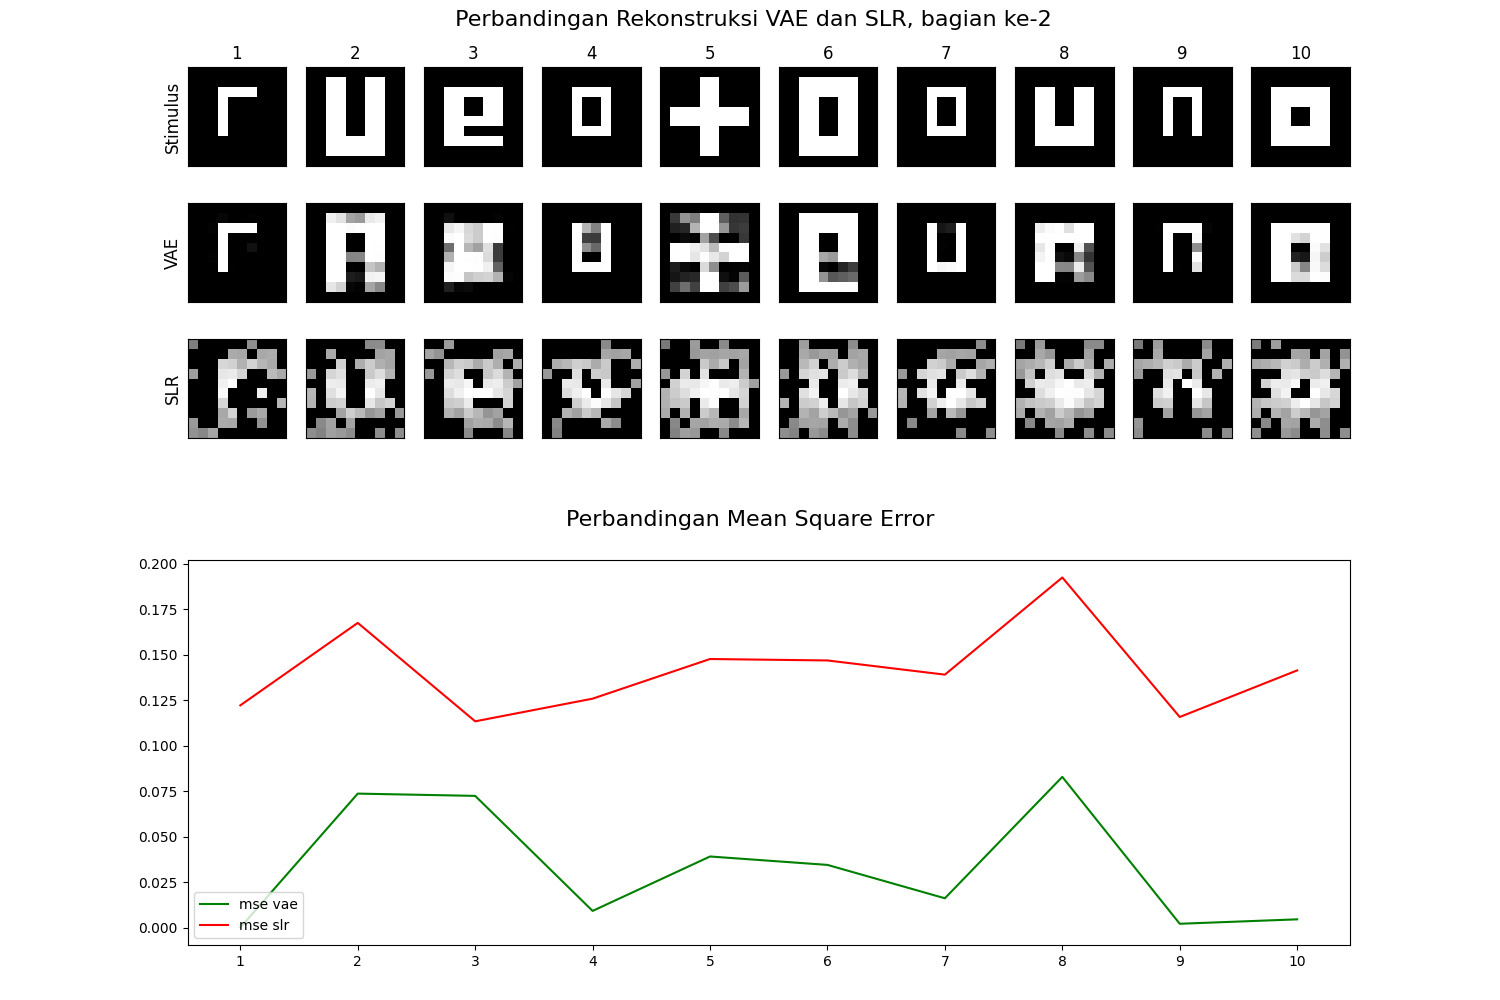 Perbandingan Rekonstruksi VAE dan SLR, bagian ke-2
1 2 3 4 5 6 7 8 9 10
Stimulus
VAE
SLR
Perbandingan Mean Square Error
0.200
0.175
0.150
0.125
0.100
0.075
0.050
0.025
0.000
mse vae
mse slr
1 2 3 4 5 6 7 8 9 10